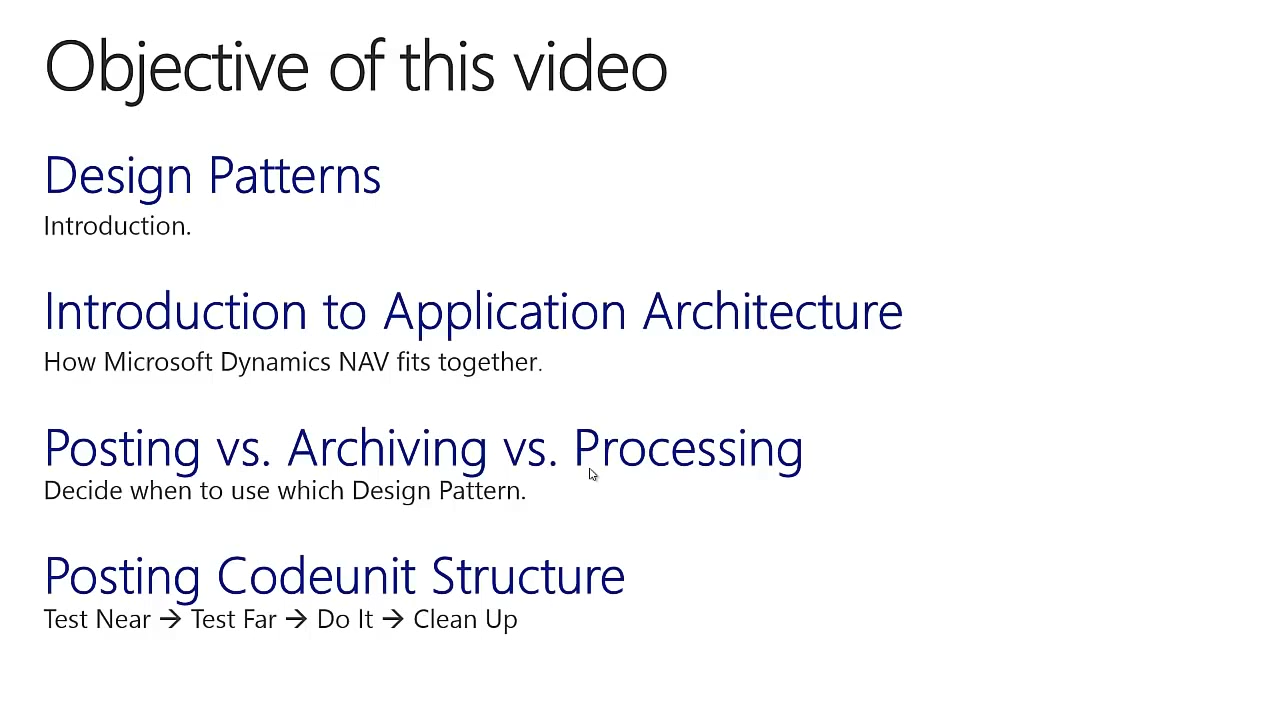 Objective of this video
Design Patterns
Introduction.
Introduction to Application Architecture
How Microsoft Dynamics NAV fits together.
Posting vs. Archiving vs. Processing
Decide when to use which Design Pattern.
Posting Codeunit Structure
Test Near → Test Far → Do It → Clean Up